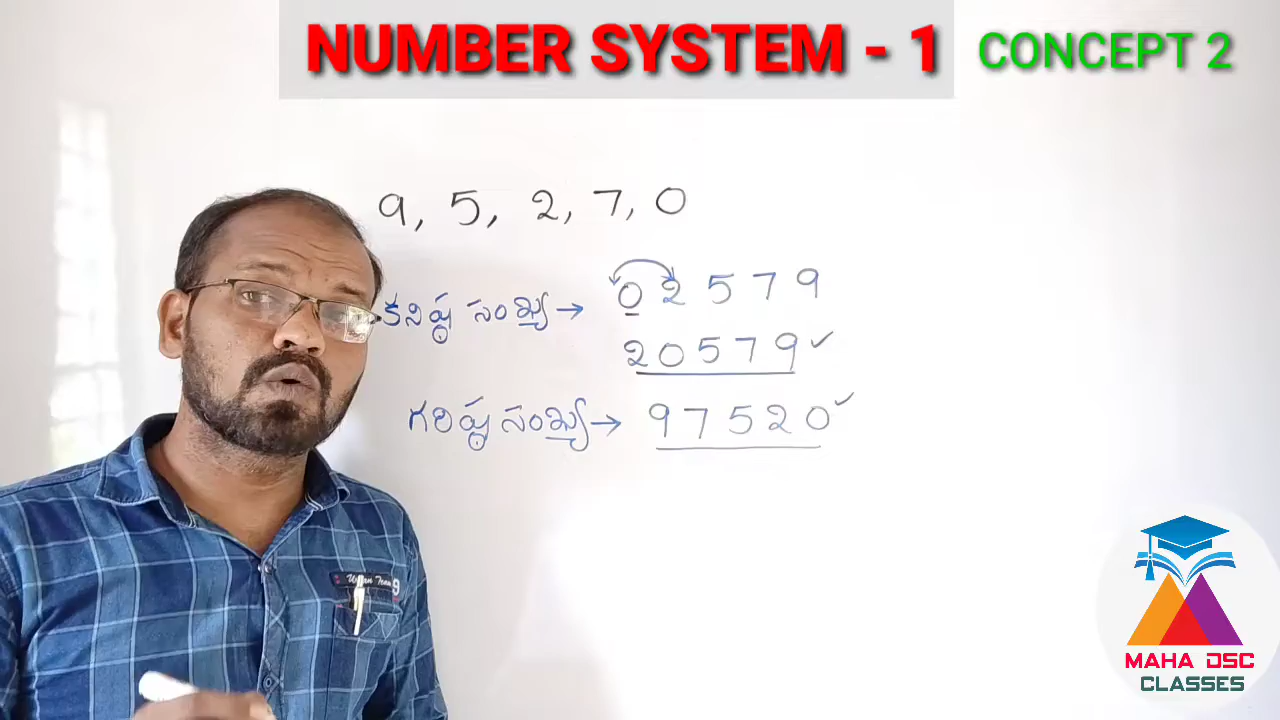 NUMBER SYSTEM - 1 CONCEPT 2
9, 5, 2, 7, 0
కనిష్ఠ సంఖ్య → 0 2 5 7 9
2 0 5 7 9 ✓
గరిష్ఠ సంఖ్య → 9 7 5 2 0 ✓
MAHA DSC
CLASSES